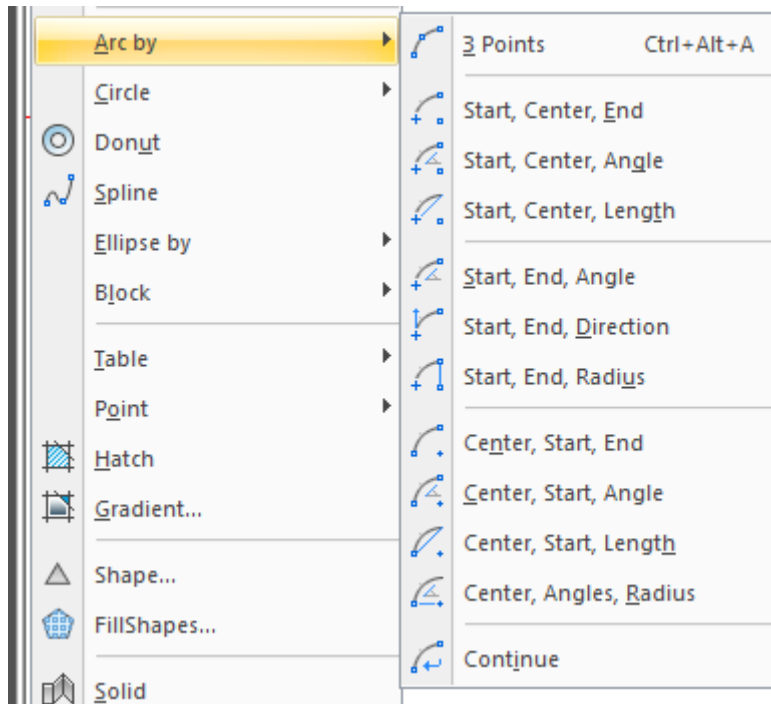 Arc by
Circle
Donut
Spline
Ellipse by
Block
Table
Point
Hatch
Gradient...
Shape...
FillShapes...
Solid
3 Points Ctrl+Alt+A
Start, Center, End
Start, Center, Angle
Start, Center, Length
Start, End, Angle
Start, End, Direction
Start, End, Radius
Center, Start, End
Center, Start, Angle
Center, Start, Length
Center, Angles, Radius
Continue